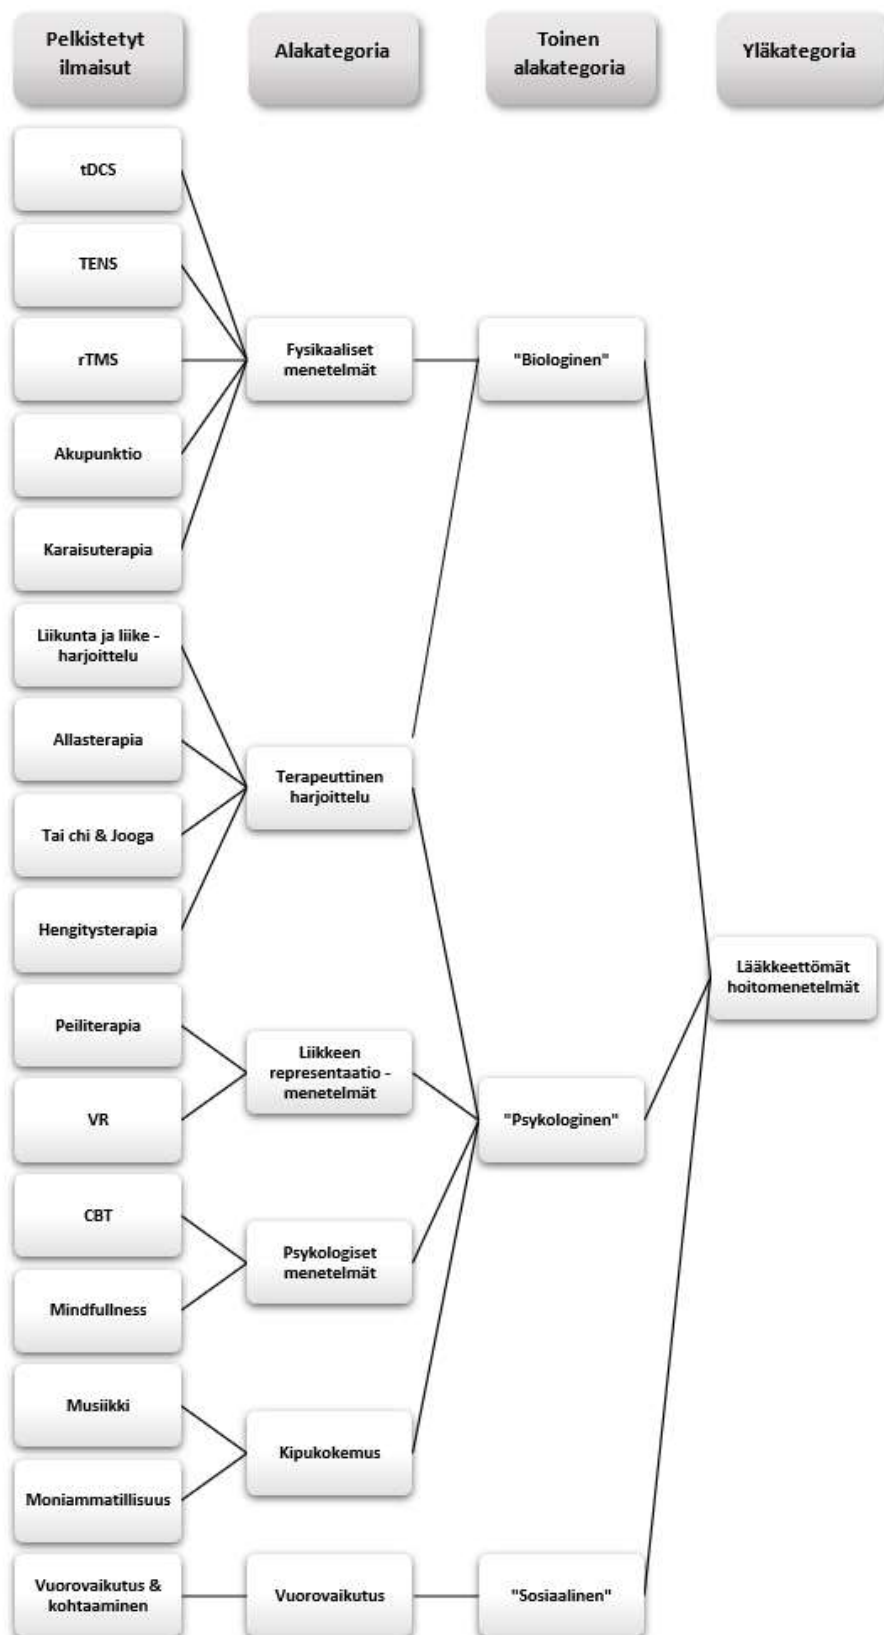 Pelkistetyt
ilmaisut
Alakategoria
Toinen
alakategoria
Yläkategoria
tDCS
TENS
rTMS
Akupunktio
Karaisuterapia
Liikunta ja liike -
harjoittelu
Allasterapia
Tai chi & Jooga
Hengitysterapia
Peiliterapia
VR
CBT
Mindfullness
Musiikki
Moniammatillisuus
Vuorovaikutus &
kohtaaminen
Fysikaaliset
menetelmät
Terapeuttinen
harjoittelu
Liikkeen
representaatio -
menetelmät
Psykologiset
menetelmät
Kipukokemus
Vuorovaikutus
"Biologinen"
"Psykologinen"
"Sosiaalinen"
Lääkkeettömät
hoitomenetelmät